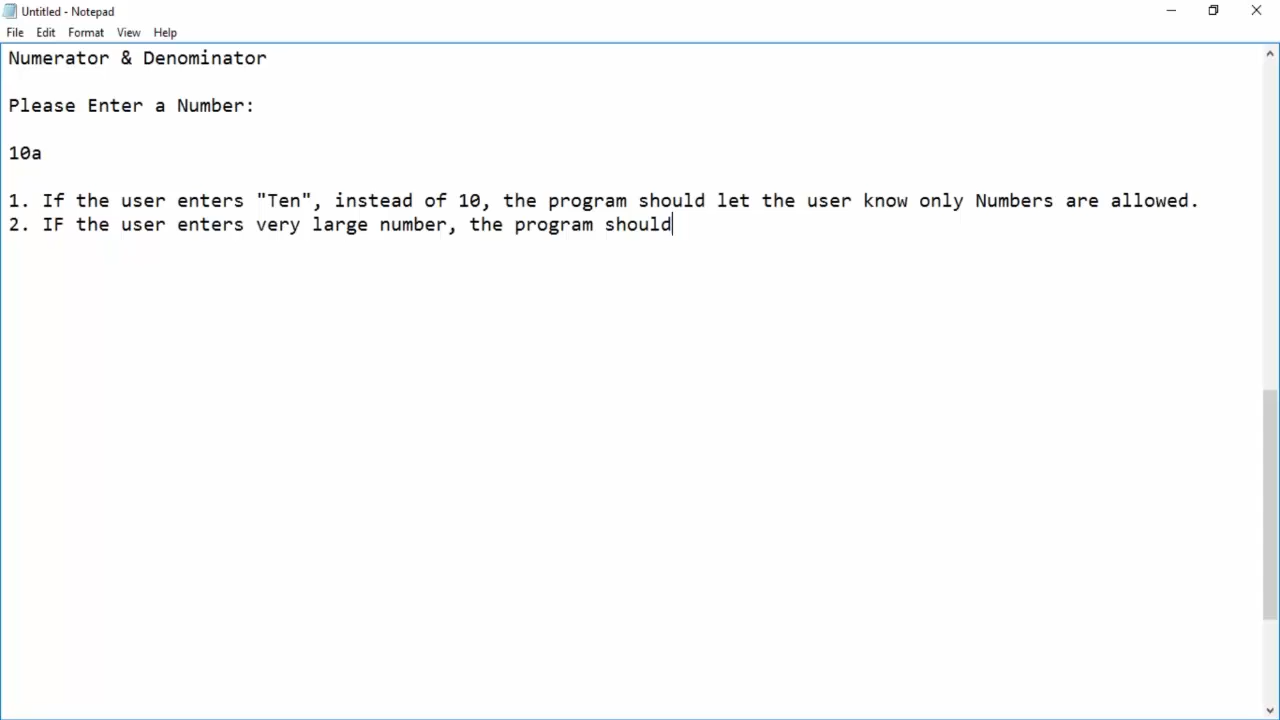 Untitled - Notepad
File Edit Format View Help
Numerator & Denominator
Please Enter a Number:
10a
1. If the user enters "Ten", instead of 10, the program should let the user know only Numbers are allowed.
2. IF the user enters very large number, the program should